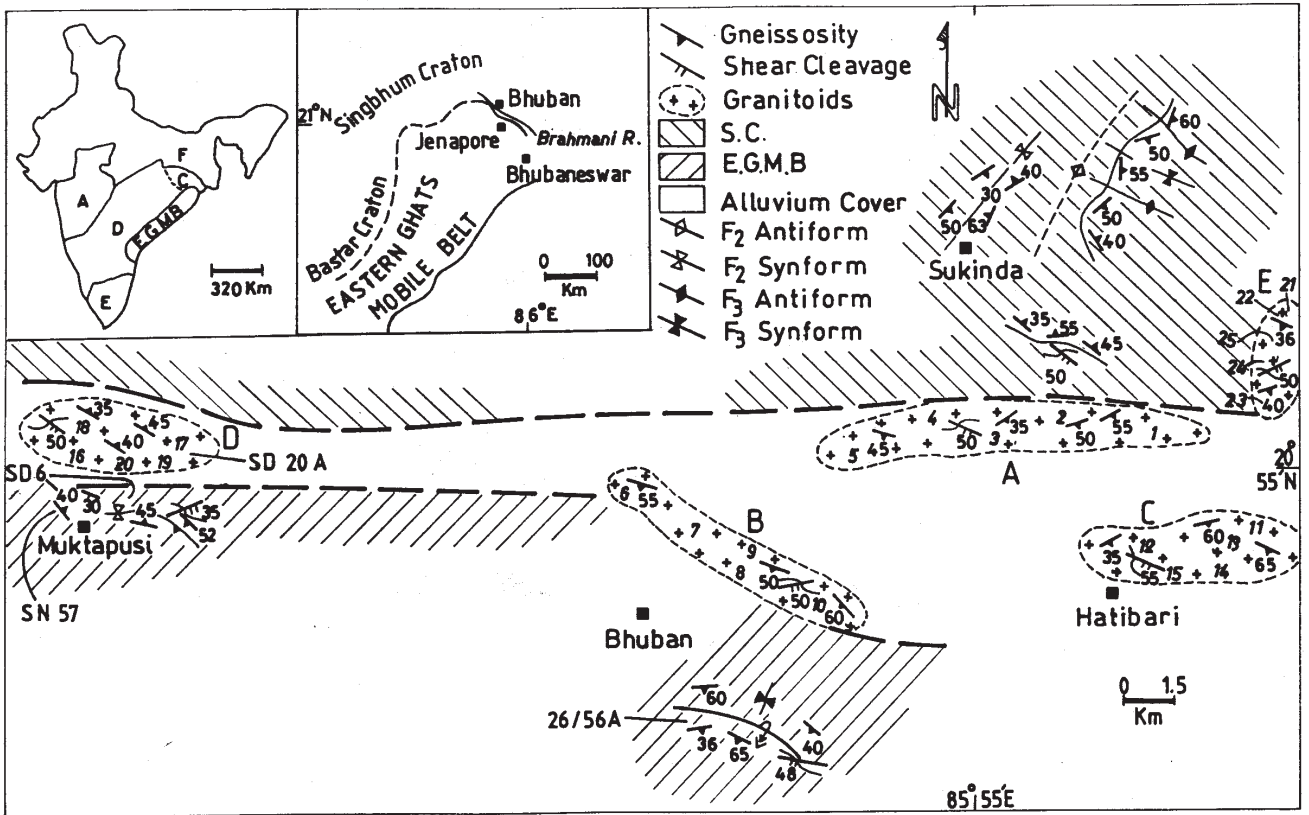 F
C
A
D
E.G.M.B
E
320 Km
21°N
Singbhum Craton
Bhuban
Jenapore
Brahmani R.
Bhubaneswar
Bastar Craton
EASTERN GHATS
MOBILE BELT
0 100
Km
86°E
Gneissosity
Shear Cleavage
Granitoids
S.C.
E.G.M.B
Alluvium Cover
F2 Antiform
F2 Synform
F3 Antiform
F3 Synform
N
60
50
55
50
40
40
30
50 63
Sukinda
35 55 45
50
E
21
22
36
25
24
50
23 40
35
18 45
50 40 17
16 20 19
D
SD 20 A
SD6
40
30 45 35
52
Muktapusi
SN 57
4 35 2 55
5 45 50 3 50 1
A
20°
55'N
6 55
B
7 9
8 50
50 10
60
C
11
12 60 13
35
55 15 14 65
Hatibari
Bhuban
60
26/56A
36 65 40
48
0 1.5
Km
85°55'E